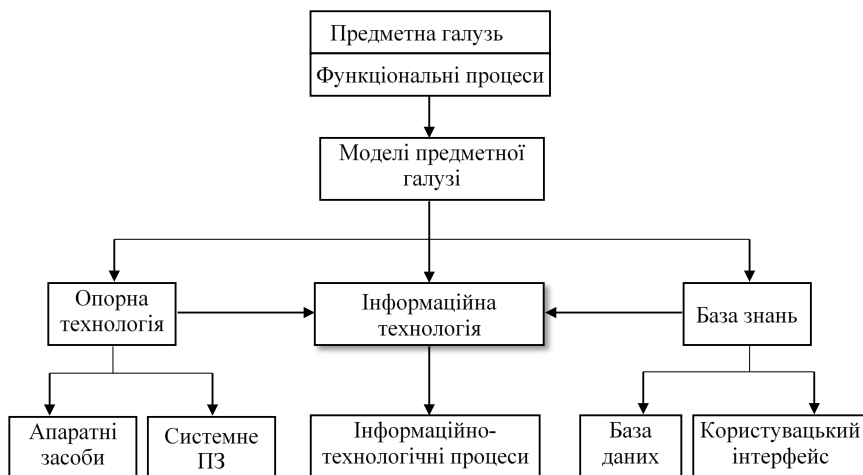 Предметна галузь
Функціональні процеси
Моделі предметної
галузі
Опорна
технологія
Інформаційна
технологія
База знань
Апаратні
засоби
Системне
ПЗ
Інформаційно-
технологічні процеси
База
даних
Користувацький
інтерфейс